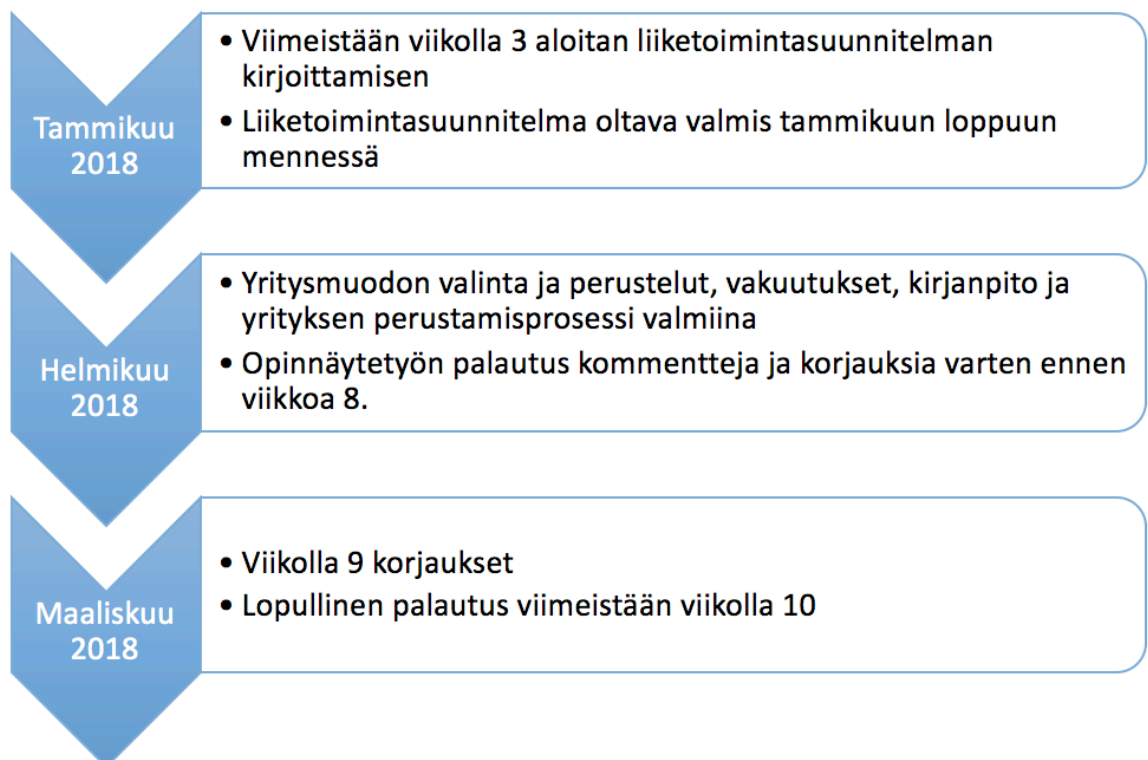 Tammikuu
2018
• Viimeistään viikolla 3 aloitan liiketoimintasuunnitelman
kirjoittamisen
• Liiketoimintasuunnitelma oltava valmis tammikuun loppuun
mennessä
Helmikuu
2018
• Yritysmuodon valinta ja perustelut, vakuutukset, kirjanpito ja
yrityksen perustamisprosessi valmiina
• Opinnäytetyön palautus kommentteja ja korjauksia varten ennen
viikkoa 8.
Maaliskuu
2018
• Viikolla 9 korjaukset
• Lopullinen palautus viimeistään viikolla 10